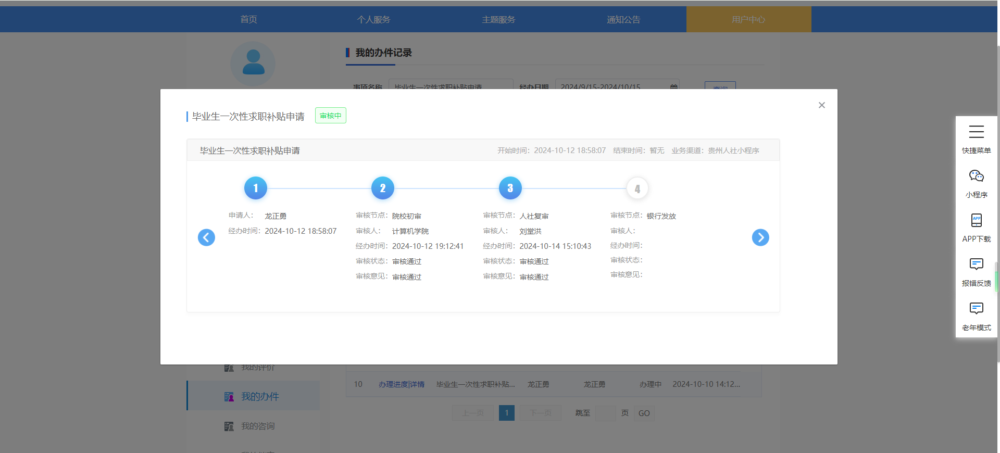 首页 个人服务 主题服务 通知公告 用户中心
我的办件记录
事项名称 毕业生一次性求职补贴申请 经办日期 2024/9/15-2024/10/15 查询
毕业生一次性求职补贴申请 审核中
毕业生一次性求职补贴申请 开始时间：2024-10-12 18:58:07 结束时间：暂无 业务渠道：贵州人社小程序
1 2 3 4
申请人： 龙正勇
经办时间：2024-10-12 18:58:07
审核节点：院校初审
审核人： 计算机学院
经办时间：2024-10-12 19:12:41
审核状态：审核通过
审核意见：审核通过
审核节点：人社复审
审核人： 刘堂洪
经办时间：2024-10-14 15:10:43
审核状态：审核通过
审核意见：审核通过
审核节点：银行发放
审核人：
经办时间：
审核状态：
审核意见：
我的评价
我的办件
我的咨询
10 办理进度|详情 毕业生一次性求职补贴... 龙正勇 龙正勇 办理中 2024-10-10 14:12...
上一页 1 下一页 跳至 页 GO
快捷菜单
小程序
APP
APP下载
报错反馈
老年模式